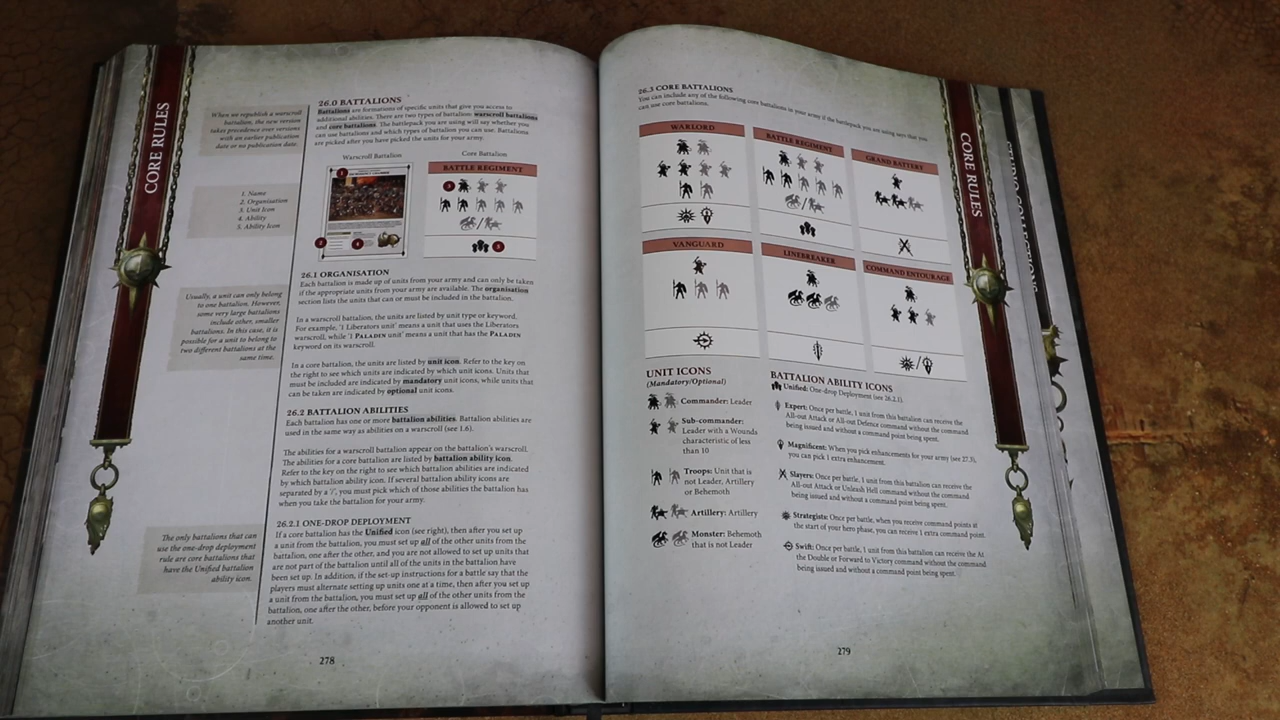 CORE RULES
When we republish a warscroll
battalion, the new version
takes precedence over versions
with an earlier publication
date or no publication date.
1. Name
2. Organisation
3. Unit Icon
4. Ability
5. Ability Icon
Usually, a unit can only belong
to one battalion. However,
some very large battalions
include other, smaller
battalions. In this case, it is
possible for a unit to belong to
two different battalions at the
same time.
The only battalions that can
use the one-drop deployment
rule are core battalions that
have the Unified battalion
ability icon.
26.0 BATTALIONS
Battalions are formations of specific units that give you access to
additional abilities. There are two types of battalion: warscroll battalions
and core battalions. The battlepack you are using will say whether you
can use battalions and which types of battalion you can use. Battalions
are picked after you have picked the units for your army.
Warscroll Battalion
Core Battalion
BATTLE REGIMENT
26.1 ORGANISATION
Each battalion is made up of units from your army and can only be taken
if the appropriate units from your army are available. The organisation
section lists the units that can or must be included in the battalion.
In a warscroll battalion, the units are listed by unit type or keyword.
For example, '1 Liberators unit' means a unit that uses the Liberators
warscroll, while '1 PALADIN unit' means a unit that has the PALADIN
keyword on its warscroll.
In a core battalion, the units are listed by unit icon. Refer to the key on
the right to see which units are indicated by which unit icons. Units that
must be included are indicated by mandatory unit icons, while units that
can be taken are indicated by optional unit icons.
26.2 BATTALION ABILITIES
Each battalion has one or more battalion abilities. Battalion abilities are
used in the same way as abilities on a warscroll (see 1.6).
The abilities for a warscroll battalion appear on the battalion's warscroll.
The abilities for a core battalion are listed by battalion ability icon.
Refer to the key on the right to see which battalion abilities are indicated
by which battalion ability icon. If several battalion ability icons are
separated by a '/', you must pick which of those abilities the battalion has
when you take the battalion for your army.
26.2.1 ONE-DROP DEPLOYMENT
If a core battalion has the Unified icon (see right), then after you set up
a unit from the battalion, you must set up all of the other units from the
battalion, one after the other, and you are not allowed to set up units that
are not part of the battalion until all of the units in the battalion have
been set up. In addition, if the set-up instructions for a battle say that the
players must alternate setting up units one at a time, then after you set up
a unit from the battalion, you must set up all of the other units from the
battalion, one after the other, before your opponent is allowed to set up
another unit.
278
26.3 CORE BATTALIONS
You can include any of the following core battalions in your army if the battlepack you are using says that you
can use core battalions.
WARLORD
BATTLE REGIMENT
GRAND BATTERY
VANGUARD
LINEBREAKER
COMMAND ENTOURAGE
UNIT ICONS
(Mandatory/Optional)
Commander: Leader
Sub-commander:
Leader with a Wounds
characteristic of less
than 10
Troops: Unit that is
not Leader, Artillery
or Behemoth
Artillery: Artillery
Monster: Behemoth
that is not Leader
BATTALION ABILITY ICONS
Unified: One-drop Deployment (see 26.2.1).
Expert: Once per battle, 1 unit from this battalion can receive the
All-out Attack or All-out Defence command without the command
being issued and without a command point being spent.
Magnificent: When you pick enhancements for your army (see 27.3),
you can pick 1 extra enhancement.
Slayers: Once per battle, 1 unit from this battalion can receive the
All-out Attack or Unleash Hell command without the command
being issued and without a command point being spent.
Strategists: Once per battle, when you receive command points at
the start of your hero phase, you can receive 1 extra command point.
Swift: Once per battle, 1 unit from this battalion can receive the At
the Double or Forward to Victory command without the command
being issued and without a command point being spent.
279
CORE RULES